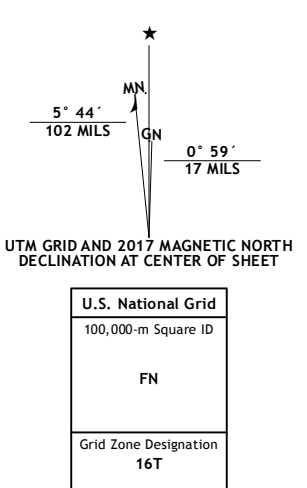 ★
MN
5° 44´
102 MILS
GN
0° 59´
17 MILS
UTM GRID AND 2017 MAGNETIC NORTH
DECLINATION AT CENTER OF SHEET
U.S. National Grid
100,000-m Square ID
FN
Grid Zone Designation
16T